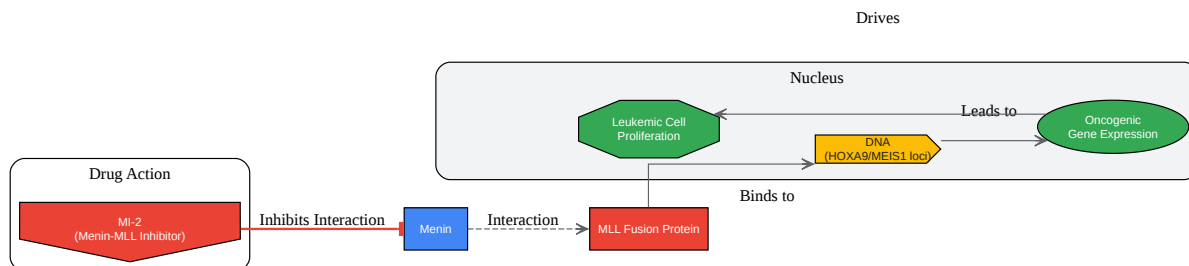 Drives
Nucleus
Leukemic Cell
Proliferation
Leads to
Oncogenic
Gene Expression
DNA
(HOXA9/MEIS1 loci)
Drug Action
Binds to
MI-2
(Menin-MLL Inhibitor)
Inhibits Interaction
Menin
Interaction
MLL Fusion Protein